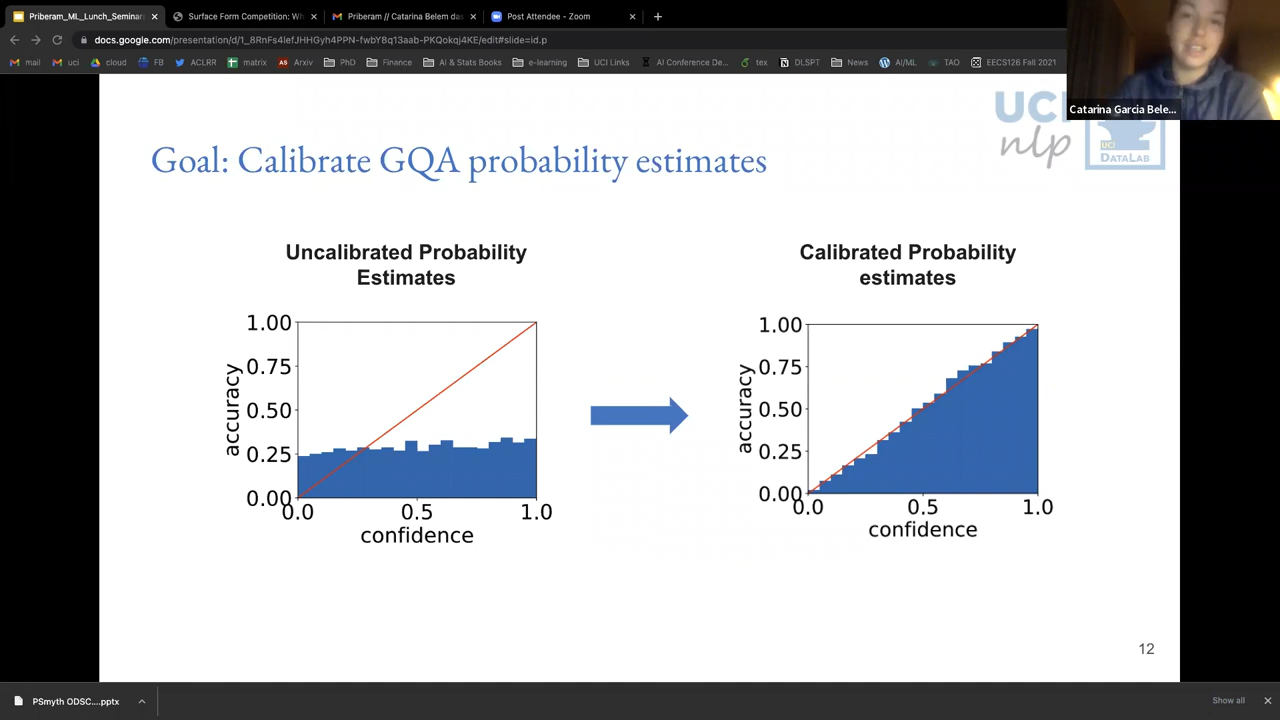 Priberam_ML_Lunch_Seminar
Surface Form Competition: Wh
Priberam // Catarina Belem das
Post Attendee - Zoom
docs.google.com/presentation/d/1_8RnFs4lefJHHGyh4PPN-fwbY8q13aab-PKQokqj4KE/edit#slide=id.p
mail
uci
cloud
FB
ACLRR
matrix
Arxiv
PhD
Finance
AI & Stats Books
e-learning
UCI Links
AI Conference De...
tex
DLSPT
News
AI/ML
TAO
EECS126 Fall 2021
Catarina Garcia Bele...
UCI
nlp
UCI
DATALAB
Goal: Calibrate GQA probability estimates
Uncalibrated Probability
Estimates
1.00
0.75
0.50
0.25
0.00
accuracy
0.0
0.5
1.0
confidence
Calibrated Probability
estimates
1.00
0.75
0.50
0.25
0.00
accuracy
0.0
0.5
1.0
confidence
12
PSmyth ODSC....pptx
Show all